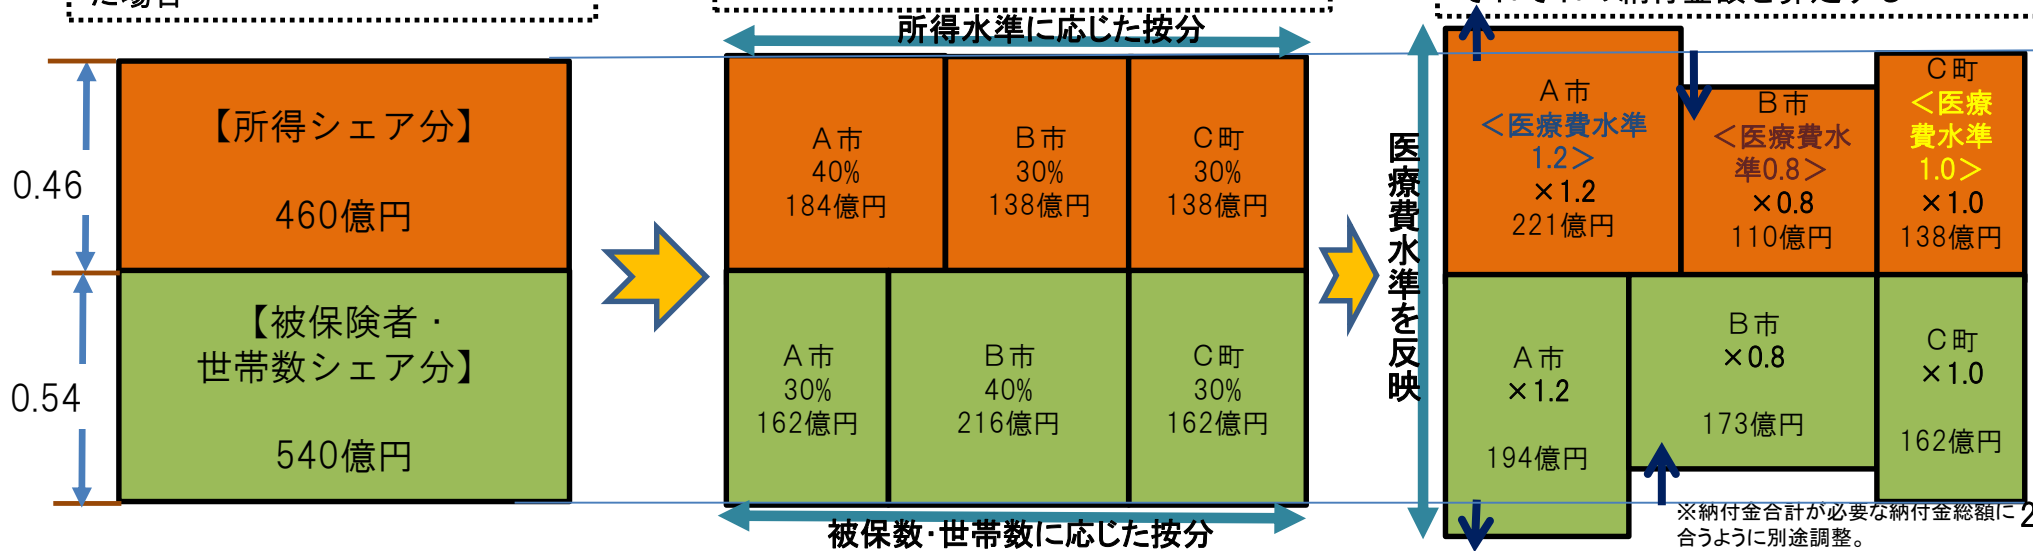 た場合
所得水準に応じた按分
0.46
【所得シェア分】
460億円
0.54
【被保険者・
世帯数シェア分】
540億円
A市
40%
184億円
B市
30%
138億円
C町
30%
138億円
A市
30%
162億円
B市
40%
216億円
C町
30%
162億円
被保数・世帯数に応じた按分
医療費水準を反映
A市
＜医療費水準
1.2＞
×1.2
221億円
B市
＜医療費水
準0.8＞
×0.8
110億円
C町
＜医療
費水準
1.0＞
×1.0
138億円
A市
×1.2
194億円
B市
×0.8
173億円
C町
×1.0
162億円
※納付金合計が必要な納付金総額に
合うように別途調整。
2